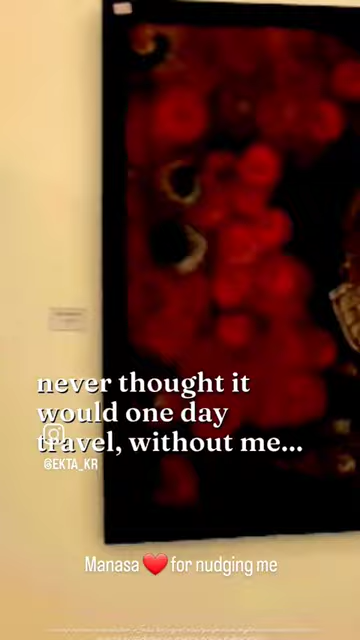 never thought it
would one day
travel, without me...
@EKTA_KR
Manasa ❤️ for nudging me